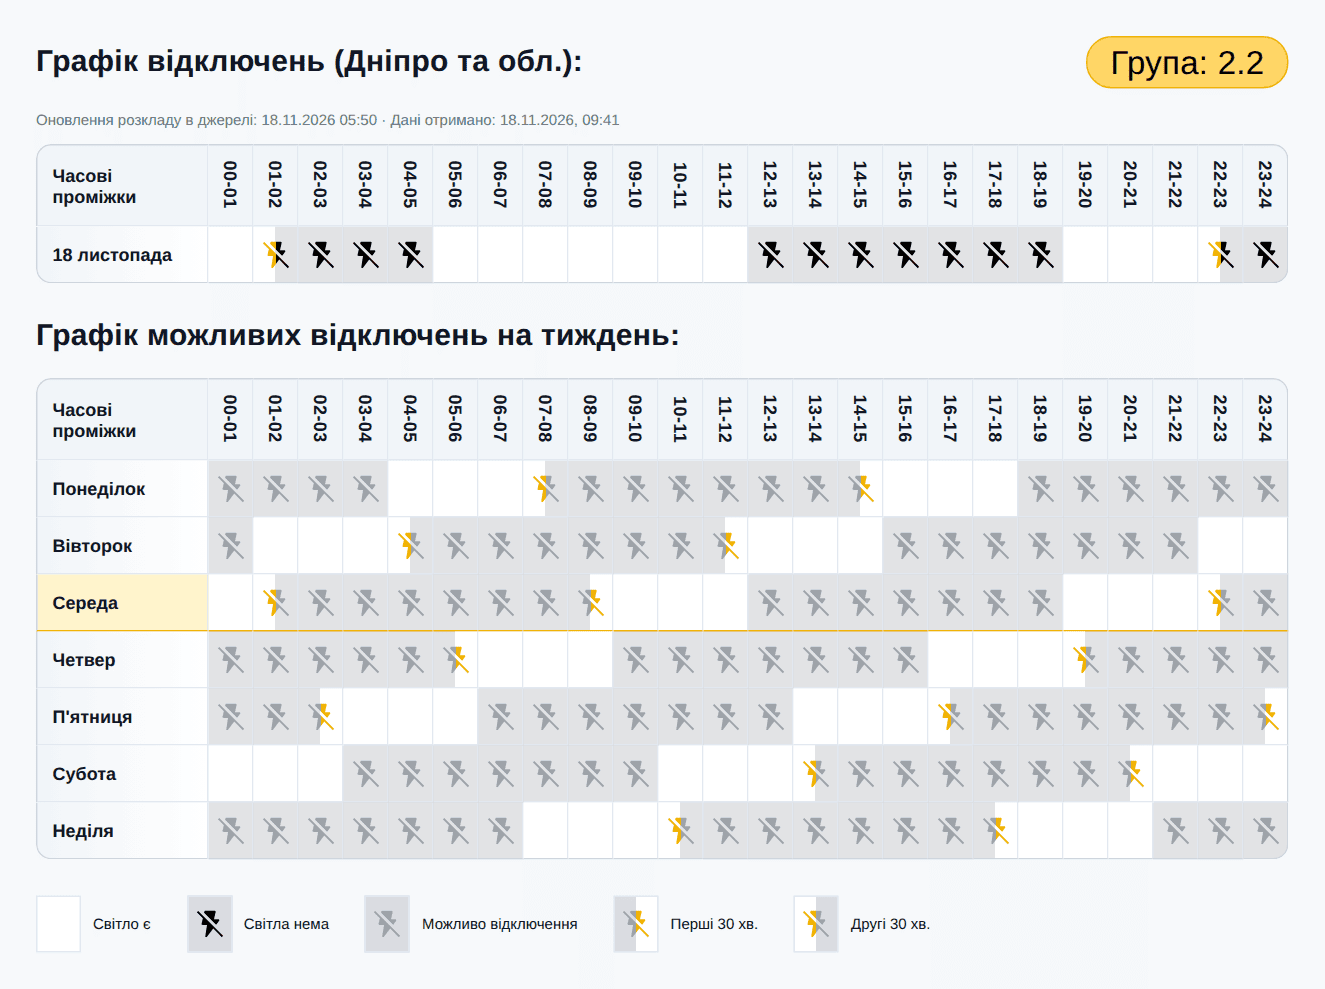 Графік відключень (Дніпро та обл.):
Група: 2.2
Оновлення розкладу в джерелі: 18.11.2026 05:50 · Дані отримано: 18.11.2026, 09:41
Часові
проміжки
00-01 01-02 02-03 03-04 04-05 05-06 06-07 07-08 08-09 09-10 10-11 11-12 12-13 13-14 14-15 15-16 16-17 17-18 18-19 19-20 20-21 21-22 22-23 23-24
18 листопада
Графік можливих відключень на тиждень:
Часові
проміжки
00-01 01-02 02-03 03-04 04-05 05-06 06-07 07-08 08-09 09-10 10-11 11-12 12-13 13-14 14-15 15-16 16-17 17-18 18-19 19-20 20-21 21-22 22-23 23-24
Понеділок
Вівторок
Середа
Четвер
П'ятниця
Субота
Неділя
Світло є
Світла нема
Можливо відключення
Перші 30 хв.
Другі 30 хв.